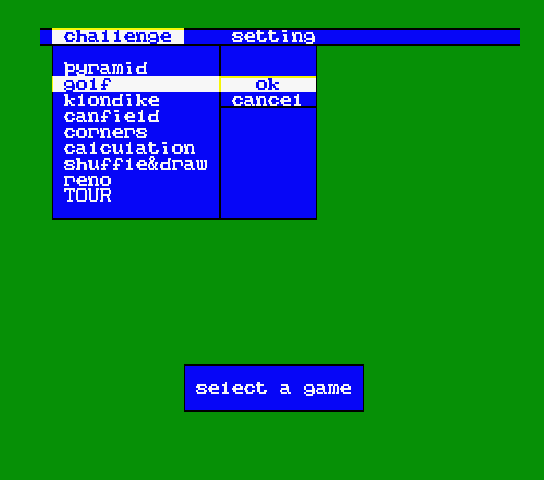 challenge setting
pyramid
golf ok
klondike cancel
canfield
corners
calculation
shuffle&draw
reno
TOUR
select a game